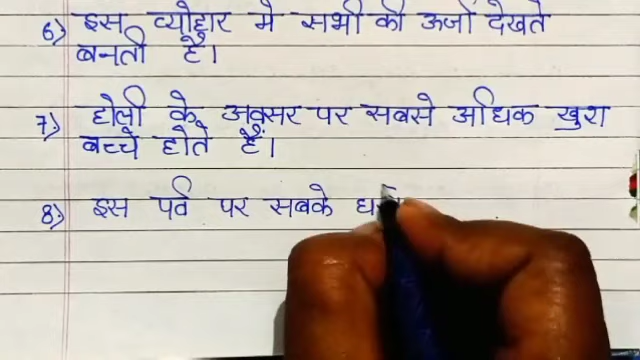 6) इस व्योहार मे सभी की ऊर्जा देखते
बनती है।
7) होली के अवसर पर सबसे अधिक खुश
बच्चे होते हैं।
8) इस पर्व पर सबके